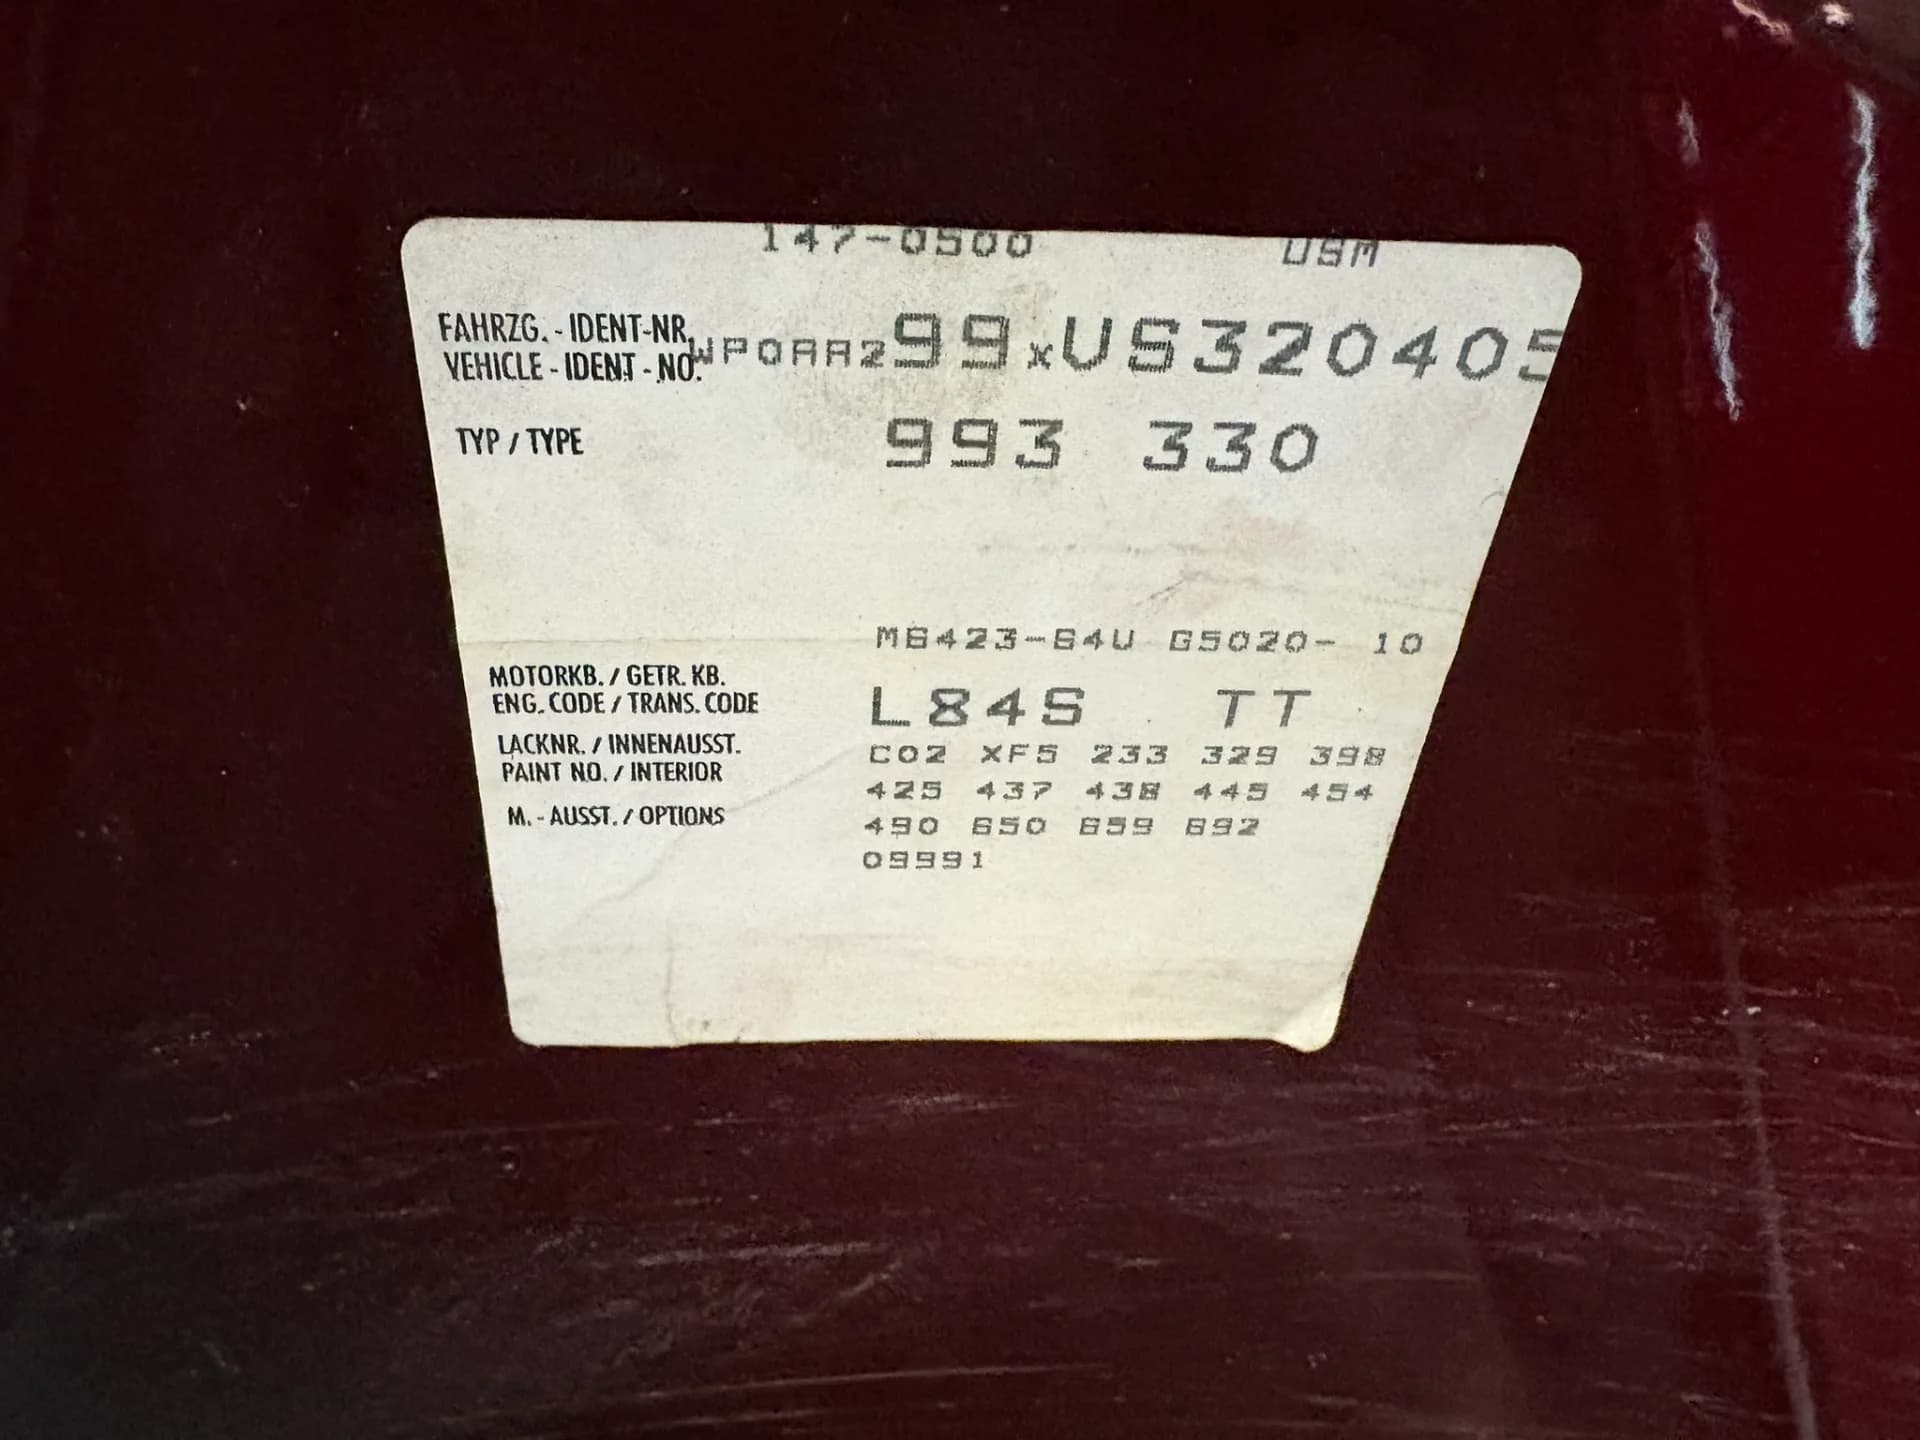 147-0500 USM
FAHRZG. - IDENT-NR.
VEHICLE - IDENT - NO. WP0AA299xVS320405
TYP / TYPE 993 330
M6423-64U G5020- 10
MOTORKB. / GETR. KB.
ENG. CODE / TRANS. CODE L84S TT
LACKNR. / INNENAUSST.
PAINT NO. / INTERIOR
C02 XF5 233 329 398
425 437 438 445 454
M. - AUSST. / OPTIONS 490 650 659 692
09991